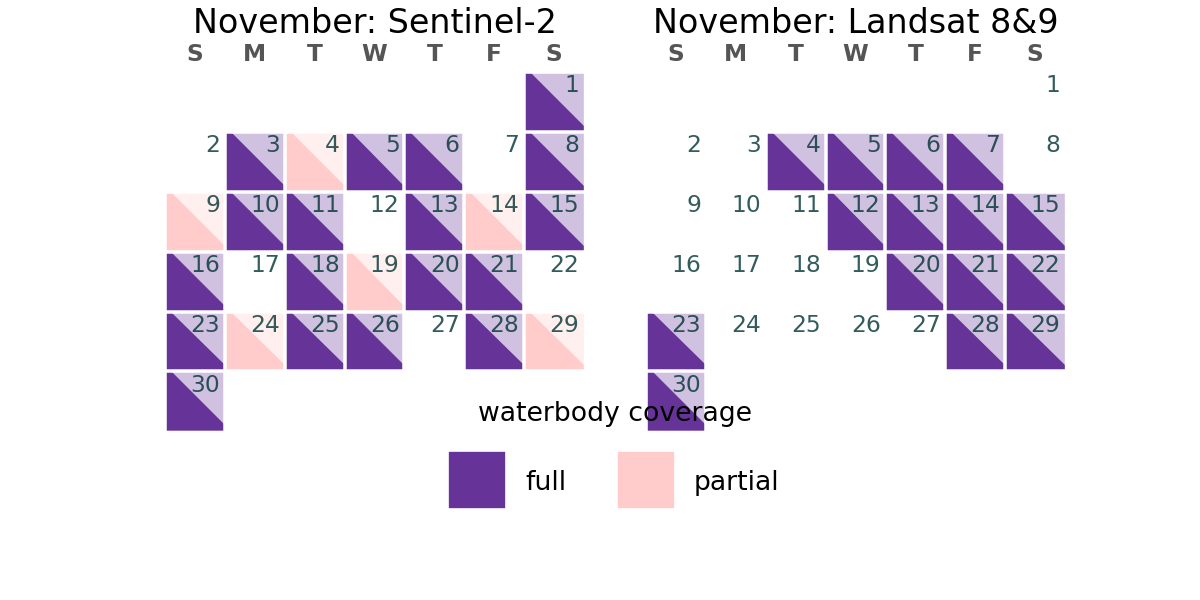 November: Sentinel-2
S M T W T F S
1
2 3 4 5 6 7 8
9 10 11 12 13 14 15
16 17 18 19 20 21 22
23 24 25 26 27 28 29
30
November: Landsat 8&9
S M T W T F S
1
2 3 4 5 6 7 8
9 10 11 12 13 14 15
16 17 18 19 20 21 22
23 24 25 26 27 28 29
30
waterbody coverage
full partial